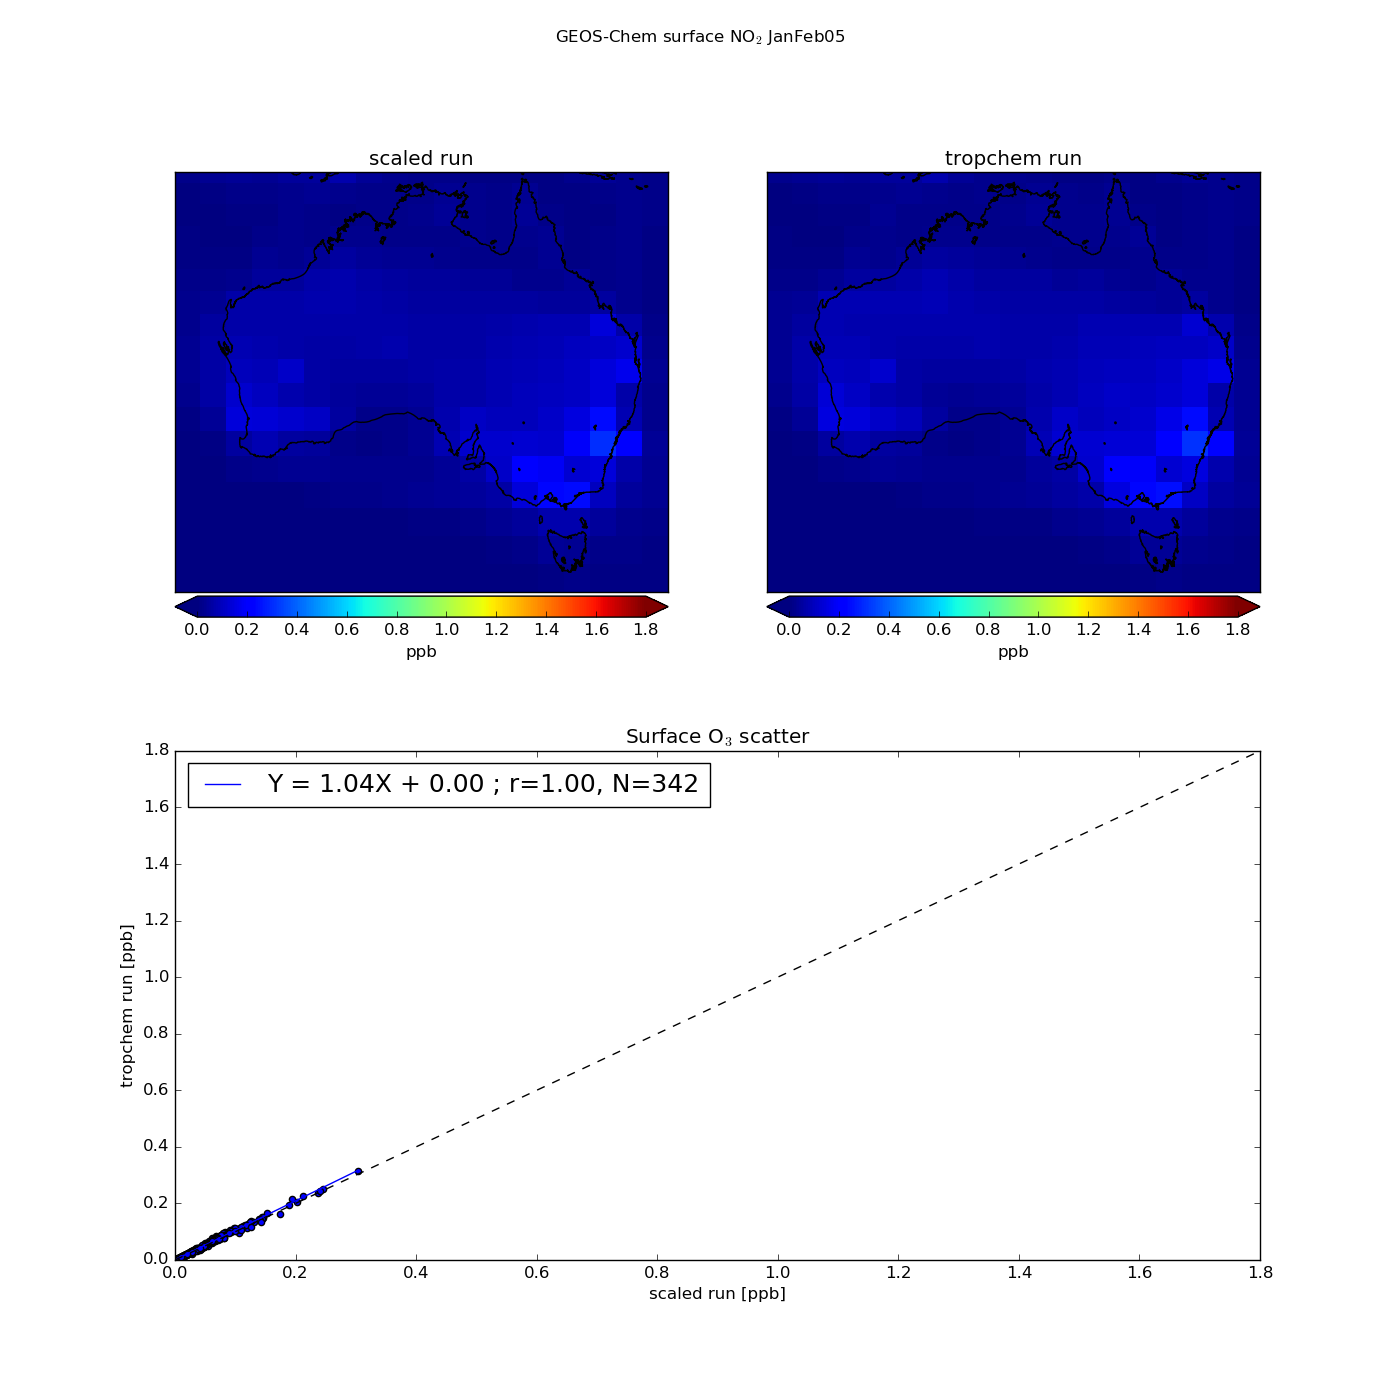 GEOS-Chem surface NO₂ JanFeb05
scaled run
tropchem run
0.0 0.2 0.4 0.6 0.8 1.0 1.2 1.4 1.6 1.8
ppb
0.0 0.2 0.4 0.6 0.8 1.0 1.2 1.4 1.6 1.8
ppb
Surface O₃ scatter
Y = 1.04X + 0.00 ; r=1.00, N=342
tropchem run [ppb]
1.8
1.6
1.4
1.2
1.0
0.8
0.6
0.4
0.2
0.0
0.0 0.2 0.4 0.6 0.8 1.0 1.2 1.4 1.6 1.8
scaled run [ppb]